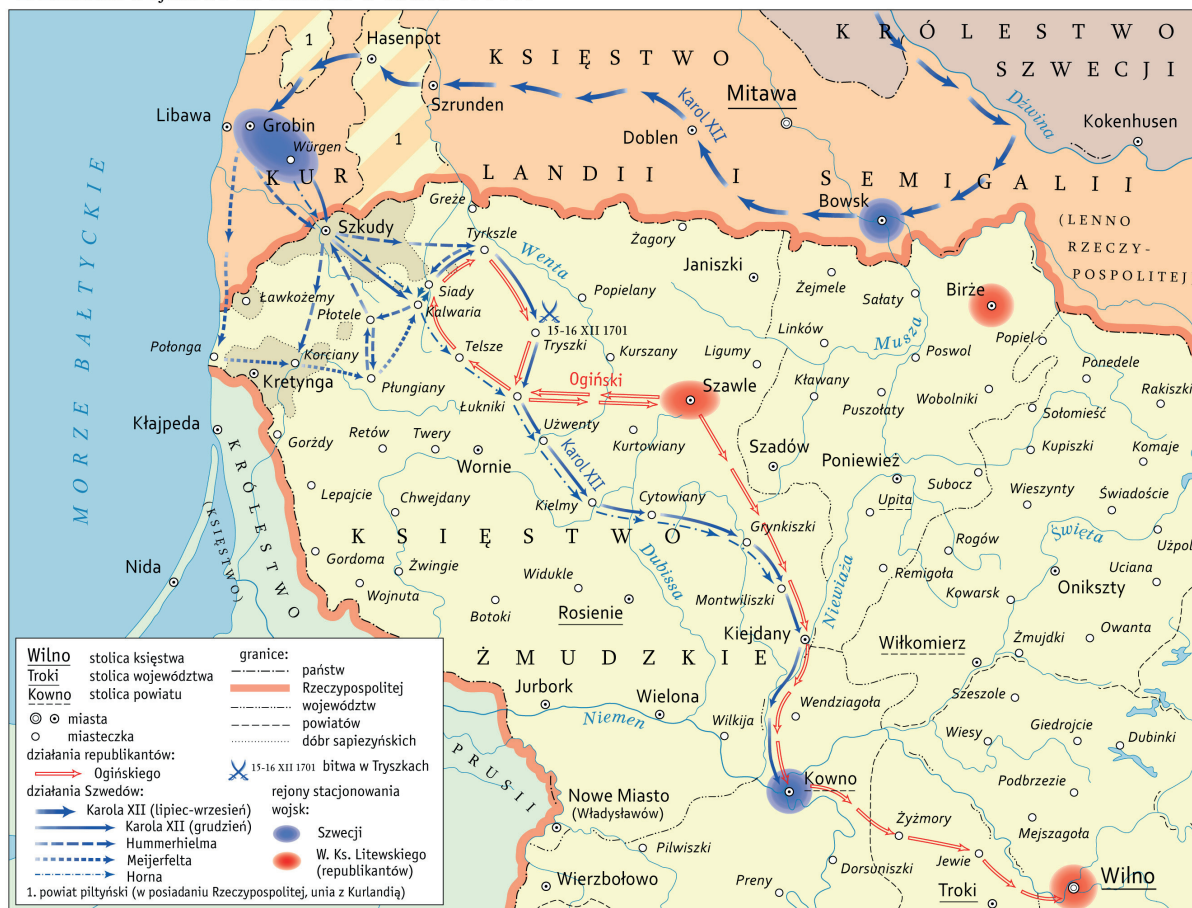 KRÓLESTWO
SZWECJI
Hasenpot
KSIĘSTWO
1
Szrunden
Mitawa
Dźwina
Kokenhusen
Libawa
Grobin
Würgen
1
Doblen
Karol XII
KURLANDII I SEMIGALII
Bowsk
(LENNO
RZECZY-
POSPOLITEJ)
MORZE BAŁTYCKIE
Greże
Szkudy
Tyrkszle
Wenta
Żagory
Janiszki
Żejmele
Sałaty
Birże
Ławkożemy
Siady
Kalwaria
Popielany
Płotele
15-16 XII 1701
Tryszki
Linków
Musza
Popiel
Połonga
Korciany
Telsze
Kurszany
Ligumy
Poswol
Ponedele
Kretynga
Płungiany
Ogiński
Szawle
Kławany
Wobolniki
Rakiszki
Łukniki
Puszołaty
Sołomieść
Kłajpeda
Gorżdy
Retów
Twery
Użwenty
Kurtowiany
Wornie
Karol XII
Szadów
Poniewież
Kupiszki
Komaje
Lepajcie
Chwejdany
Kielmy
Cytowiany
Upita
Subocz
Wieszynty
Świadoście
KSIĘSTWO
Grynkiszki
Święta
Użpol
KRÓLESTWO
(KSIĘSTWO)
Nida
Gordoma
Żwingie
Dubissa
Rogów
Wojnuta
Widukle
Remigoła
Uciana
Botoki
Rosienie
Montwiliszki
Niewiaża
Kowarsk
Onikszty
Kiejdany
Wiłkomierz
Żmujdki
Owanta
ŻMUDZKIE
Jurbork
Wielona
Niemen
Wilkija
Wendziagoła
Szeszole
Giedrojcie
Wiesy
Dubinki
PRUSII
Podbrzezie
Nowe Miasto
(Władysławów)
Kowno
Mejszagoła
Żyżmory
Pilwiszki
Jewie
Wierzbołowo
Preny
Dorsuniszki
Troki
Wilno
Wilno stolica księstwa
Troki stolica województwa
Kowno stolica powiatu
miasta
miasteczka
działania republikantów:
Ogińskiego
działania Szwedów:
Karola XII (lipiec-wrzesień)
Karola XII (grudzień)
Hummerhielma
Meijerfelta
Horna
granice:
państw
Rzeczypospolitej
województw
powiatów
dóbr sapieżyńskich
15-16 XII 1701 bitwa w Tryszkach
rejony stacjonowania
wojsk:
Szwecji
W. Ks. Litewskiego
(republikantów)
1. powiat piltyński (w posiadaniu Rzeczypospolitej, unia z Kurlandią)